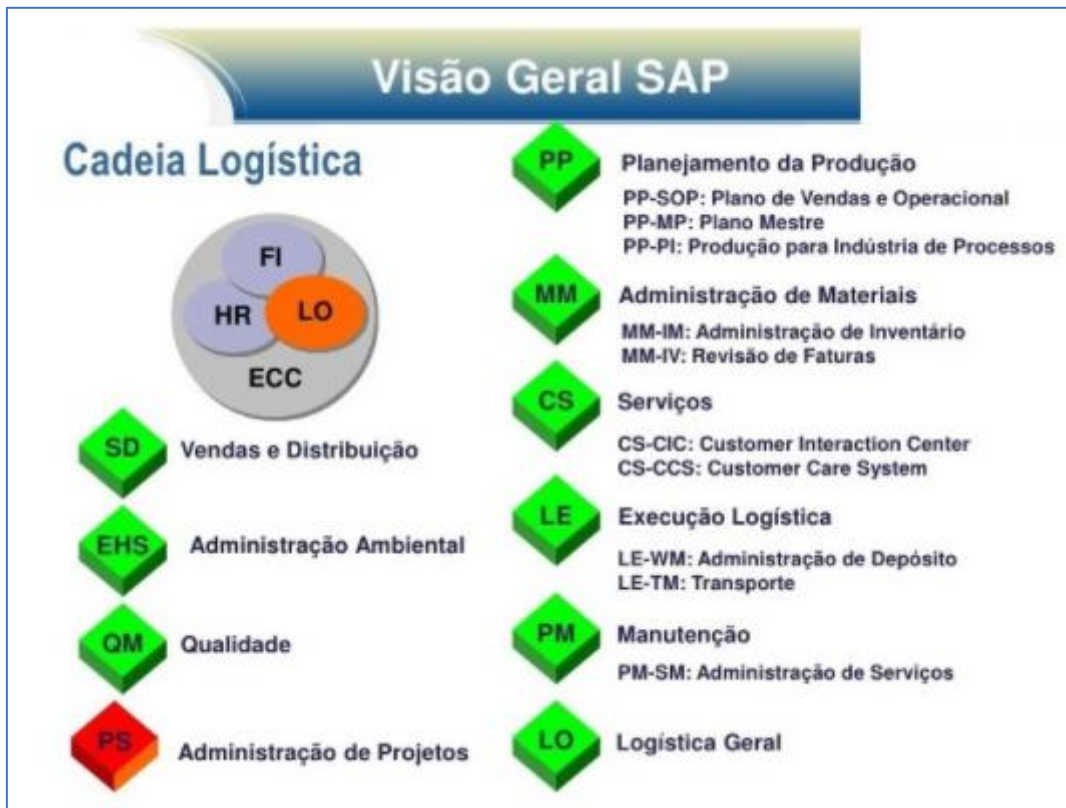 Visão Geral SAP
Cadeia Logística
FI
HR
LO
ECC
SD
Vendas e Distribuição
EHS
Administração Ambiental
QM
Qualidade
PS
Administração de Projetos
PP
Planejamento da Produção
PP-SOP: Plano de Vendas e Operacional
PP-MP: Plano Mestre
PP-PI: Produção para Indústria de Processos
MM
Administração de Materiais
MM-IM: Administração de Inventário
MM-IV: Revisão de Faturas
CS
Serviços
CS-CIC: Customer Interaction Center
CS-CCS: Customer Care System
LE
Execução Logística
LE-WM: Administração de Depósito
LE-TM: Transporte
PM
Manutenção
PM-SM: Administração de Serviços
LO
Logística Geral